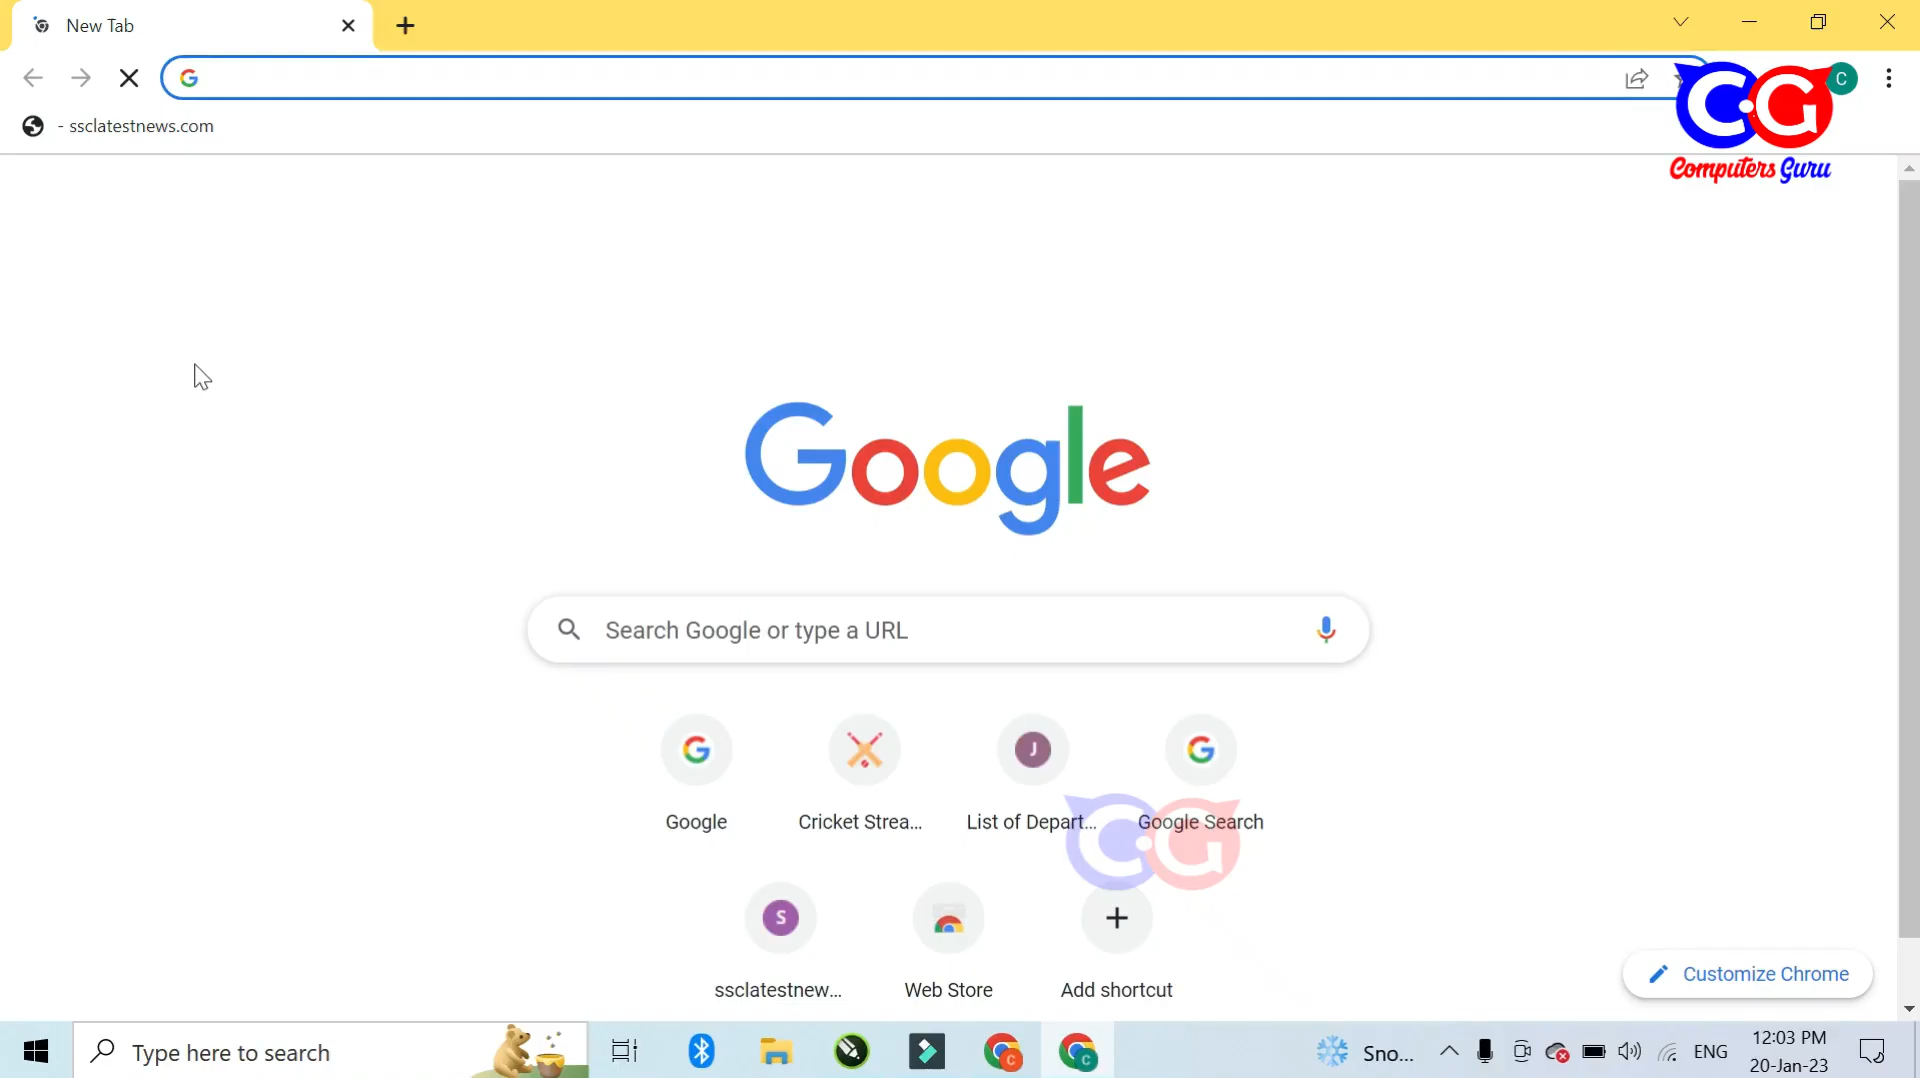 New Tab
- ssclatestnews.com
C
CG
Computers Guru
Google
Search Google or type a URL
J
Google
Cricket Strea...
List of Depart...
Google Search
CG
S
ssclatestnew...
Web Store
Add shortcut
Customize Chrome
Type here to search
C
C
Sno...
ENG
12:03 PM
20-Jan-23